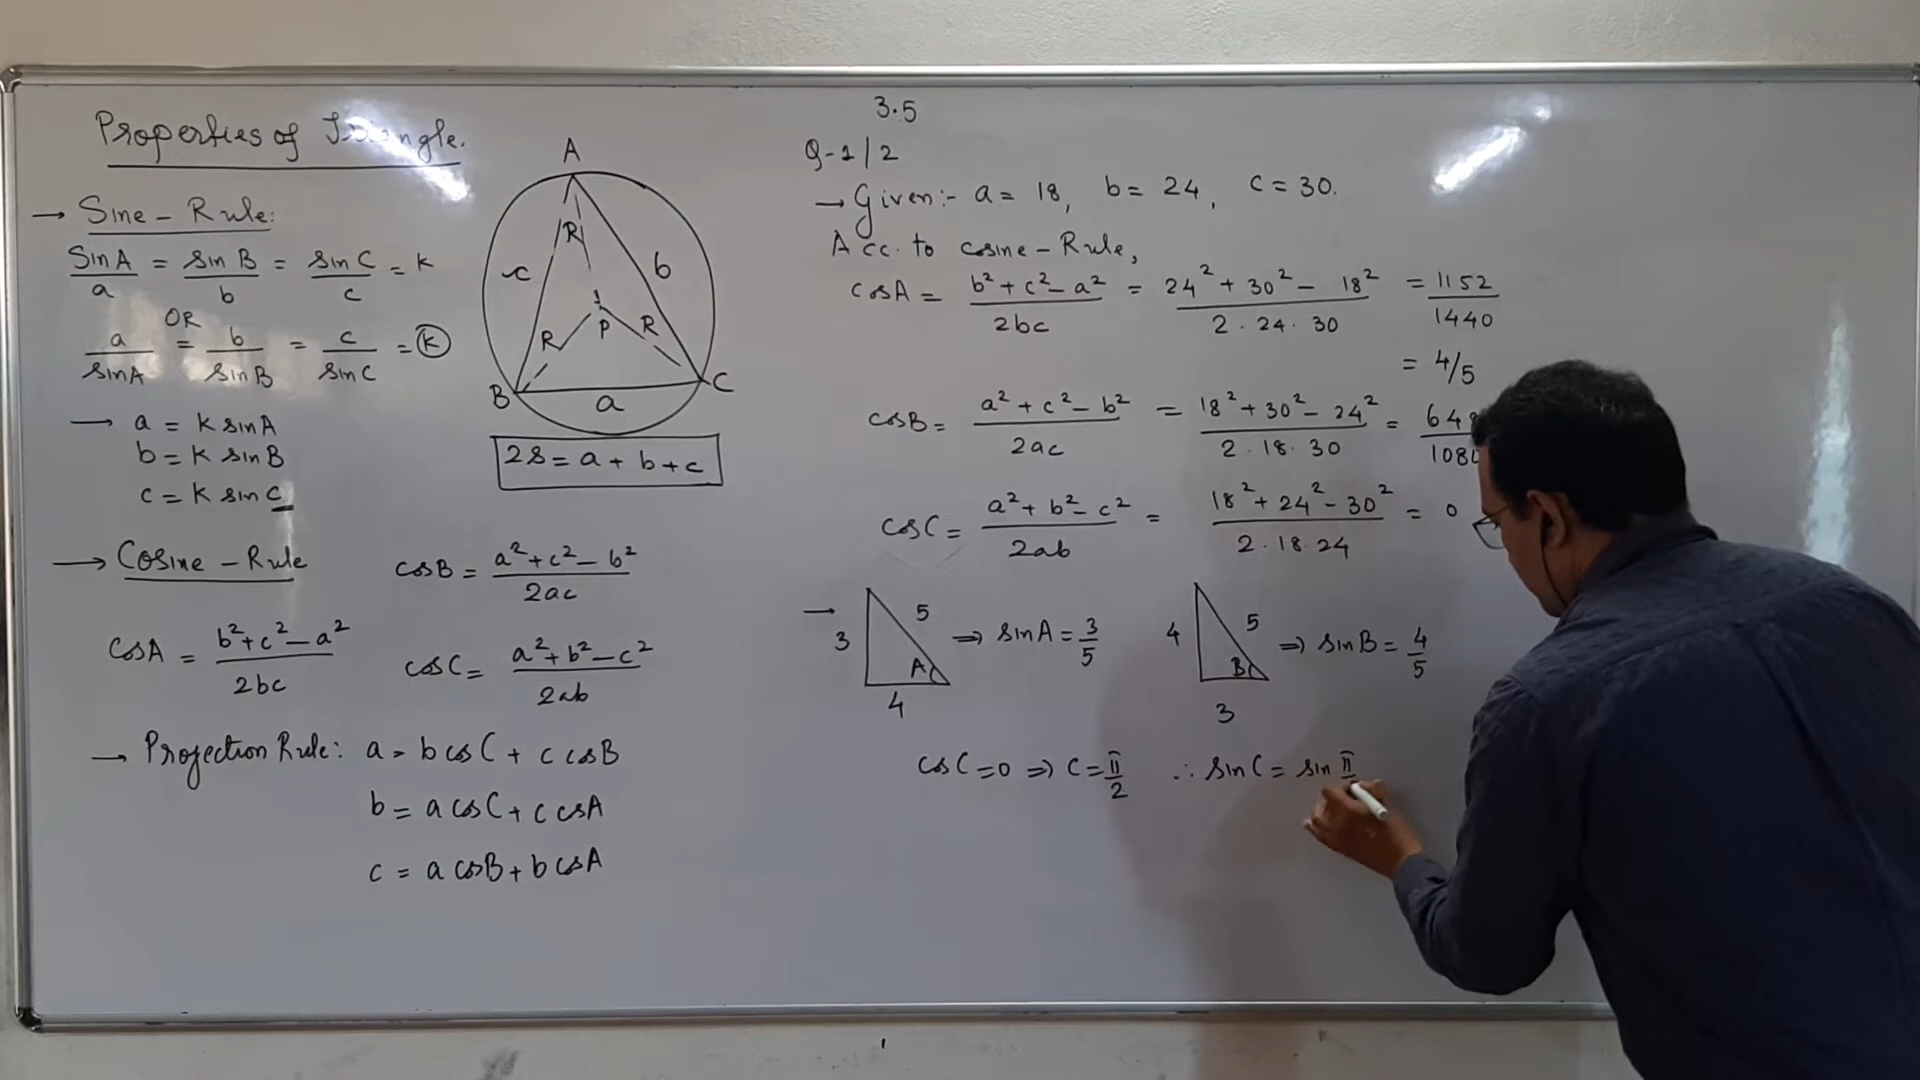 Properties of Triangle.
→ Sine - Rule:
SinA/a = sinB/b = sinC/c = k
OR
a/sinA = b/sinB = c/sinC = k
→ a = k sinA
b = k sinB
c = k sinC
A
R
c
b
R
P
R
B
a
C
2s = a + b + c
→ Cosine - Rule
cosB = a² + c² - b² / 2ac
cosA = b² + c² - a² / 2bc
cosC = a² + b² - c² / 2ab
→ Projection Rule: a = b cosC + c cosB
b = a cosC + c cosA
c = a cosB + b cosA
3.5
Q-1/2
→ Given:- a = 18, b = 24, c = 30.
Acc. to cosine - Rule,
cosA = b² + c² - a² / 2bc = 24² + 30² - 18² / 2 · 24 · 30 = 1152 / 1440
= 4/5
cosB = a² + c² - b² / 2ac = 18² + 30² - 24² / 2 · 18 · 30 =
cosC = a² + b² - c² / 2ab = 18² + 24² - 30² / 2 · 18 · 24 = 0
→ 3 5 A 4 ⇒ sinA = 3/5
4 5 B 3 ⇒ sinB = 4/5
cosC = 0 ⇒ C = π/2 ∴ sinC = sin π